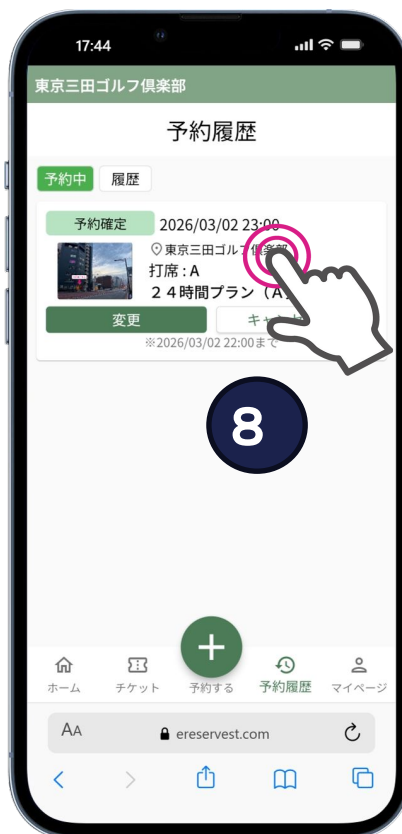 17:44
東京三田ゴルフ倶楽部
予約履歴
予約中 履歴
予約確定 2026/03/02 23:00
東京三田ゴルフ倶楽部
打席 : A
２４時間プラン（A
変更
※2026/03/02 22:00まで
8
+
ホーム チケット 予約する 予約履歴 マイページ
AA ereservest.com